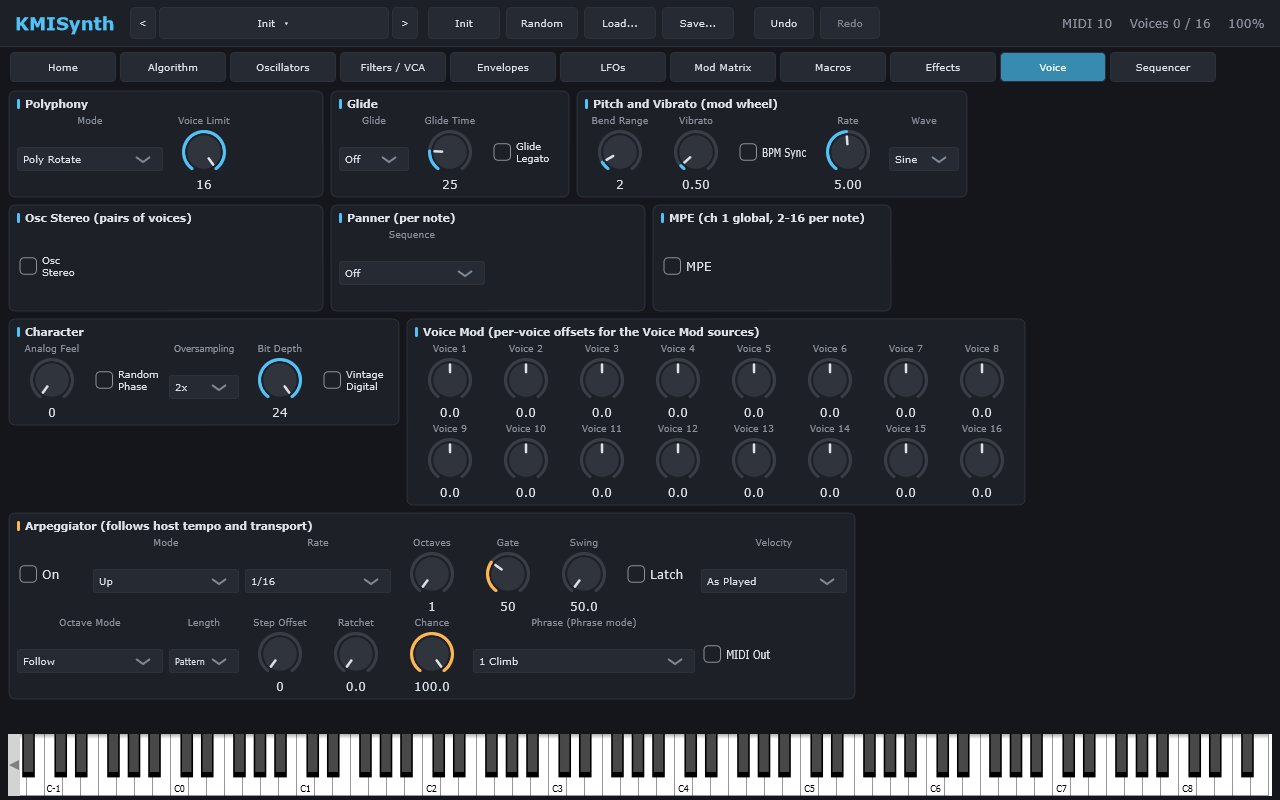 KMISynth < Init > Init Random Load... Save... Undo Redo MIDI 10 Voices 0 / 16 100%
Home Algorithm Oscillators Filters / VCA Envelopes LFOs Mod Matrix Macros Effects Voice Sequencer
Polyphony
Mode Voice Limit
Poly Rotate
16
Glide
Glide Glide Time
Off
Glide
Legato
25
Pitch and Vibrato (mod wheel)
Bend Range Vibrato Rate Wave
BPM Sync
Sine
2 0.50 5.00
Osc Stereo (pairs of voices)
Osc
Stereo
Panner (per note)
Sequence
Off
MPE (ch 1 global, 2-16 per note)
MPE
Character
Analog Feel Oversampling Bit Depth
Random
Phase
2x
Vintage
Digital
0 24
Voice Mod (per-voice offsets for the Voice Mod sources)
Voice 1 Voice 2 Voice 3 Voice 4 Voice 5 Voice 6 Voice 7 Voice 8
0.0 0.0 0.0 0.0 0.0 0.0 0.0 0.0
Voice 9 Voice 10 Voice 11 Voice 12 Voice 13 Voice 14 Voice 15 Voice 16
0.0 0.0 0.0 0.0 0.0 0.0 0.0 0.0
Arpeggiator (follows host tempo and transport)
Mode Rate Octaves Gate Swing Velocity
On Up 1/16 Latch As Played
1 50 50.0
Octave Mode Length Step Offset Ratchet Chance Phrase (Phrase mode)
Follow Pattern 1 Climb MIDI Out
0 0.0 100.0
C-1 C0 C1 C2 C3 C4 C5 C6 C7 C8